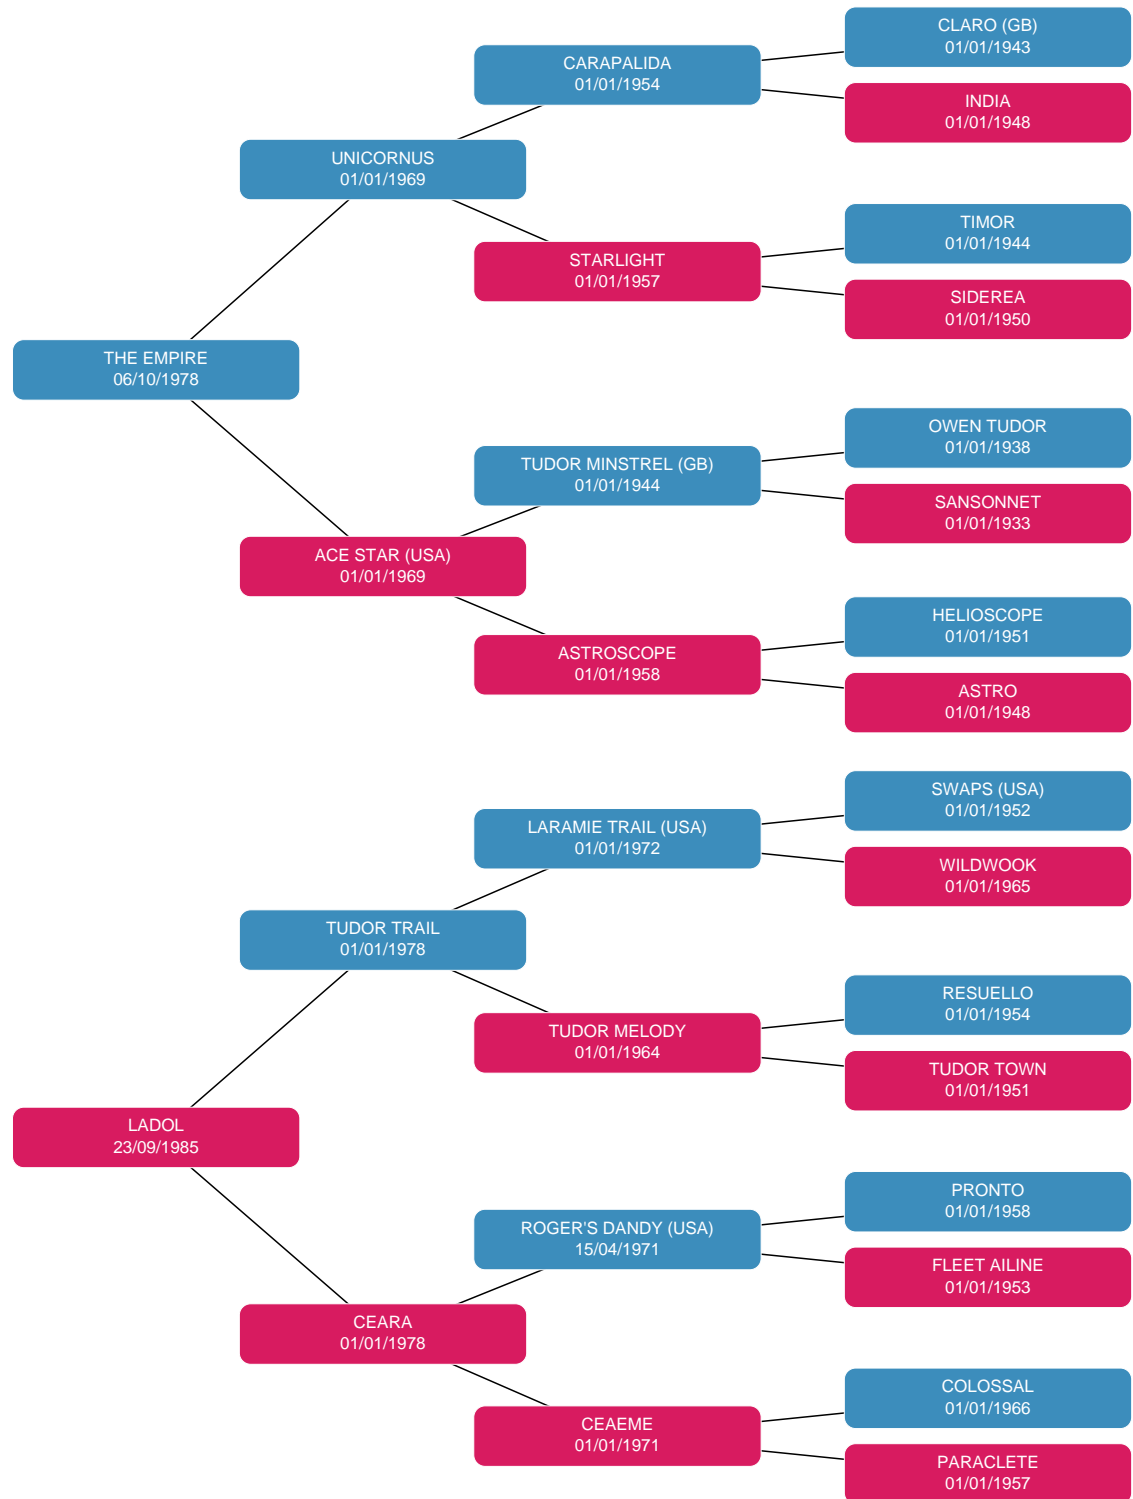 CLARO (GB)
01/01/1943
CARAPALIDA
01/01/1954
INDIA
01/01/1948
UNICORNUS
01/01/1969
TIMOR
01/01/1944
STARLIGHT
01/01/1957
SIDEREA
01/01/1950
THE EMPIRE
06/10/1978
OWEN TUDOR
01/01/1938
TUDOR MINSTREL (GB)
01/01/1944
SANSONNET
01/01/1933
ACE STAR (USA)
01/01/1969
HELIOSCOPE
01/01/1951
ASTROSCOPE
01/01/1958
ASTRO
01/01/1948
SWAPS (USA)
01/01/1952
LARAMIE TRAIL (USA)
01/01/1972
WILDWOOK
01/01/1965
TUDOR TRAIL
01/01/1978
RESUELLO
01/01/1954
TUDOR MELODY
01/01/1964
TUDOR TOWN
01/01/1951
LADOL
23/09/1985
PRONTO
01/01/1958
ROGER'S DANDY (USA)
15/04/1971
FLEET AILINE
01/01/1953
CEARA
01/01/1978
COLOSSAL
01/01/1966
CEAEME
01/01/1971
PARACLETE
01/01/1957